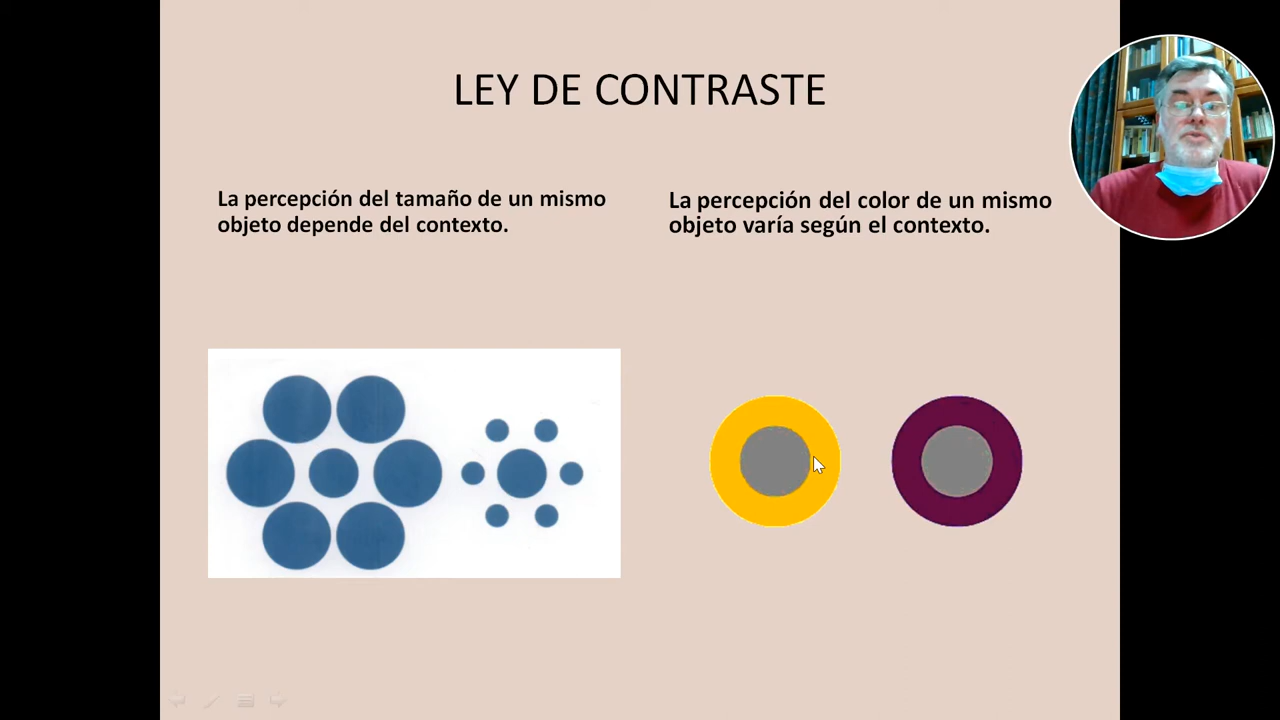 LEY DE CONTRASTE
La percepción del tamaño de un mismo
objeto depende del contexto.
La percepción del color de un mismo
objeto varía según el contexto.